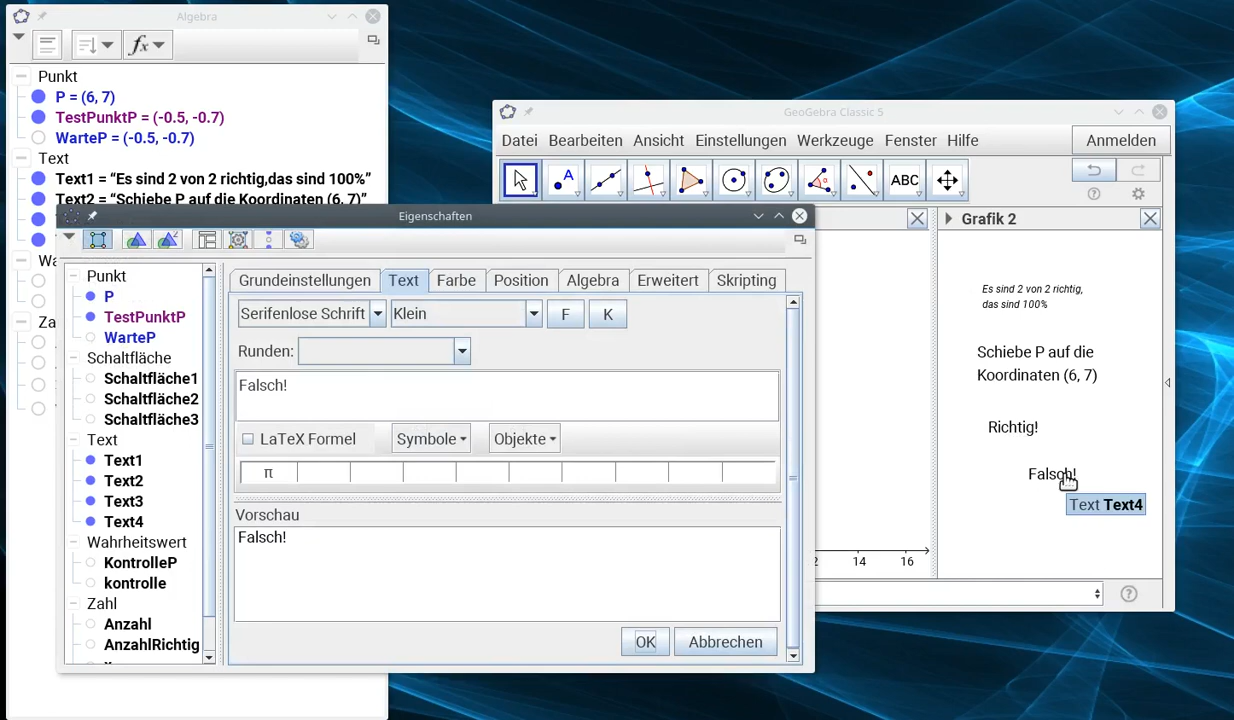 Algebra
fx
Punkt
P = (6, 7)
TestPunktP = (-0.5, -0.7)
WarteP = (-0.5, -0.7)
Text
Text1 = “Es sind 2 von 2 richtig,das sind 100%”
Text2 = “Schiebe P auf die Koordinaten (6, 7)”
Wa
Za
GeoGebra Classic 5
Datei Bearbeiten Ansicht Einstellungen Werkzeuge Fenster Hilfe
Anmelden
A
ABC
Grafik 2
Es sind 2 von 2 richtig,
das sind 100%
Schiebe P auf die
Koordinaten (6, 7)
Richtig!
Falsch!
Text Text4
2 14 16
Eigenschaften
Punkt
P
TestPunktP
WarteP
Schaltfläche
Schaltfläche1
Schaltfläche2
Schaltfläche3
Text
Text1
Text2
Text3
Text4
Wahrheitswert
KontrolleP
kontrolle
Zahl
Anzahl
AnzahlRichtig
Grundeinstellungen Text Farbe Position Algebra Erweitert Skripting
Serifenlose Schrift Klein F K
Runden:
Falsch!
LaTeX Formel Symbole Objekte
π
Vorschau
Falsch!
OK Abbrechen